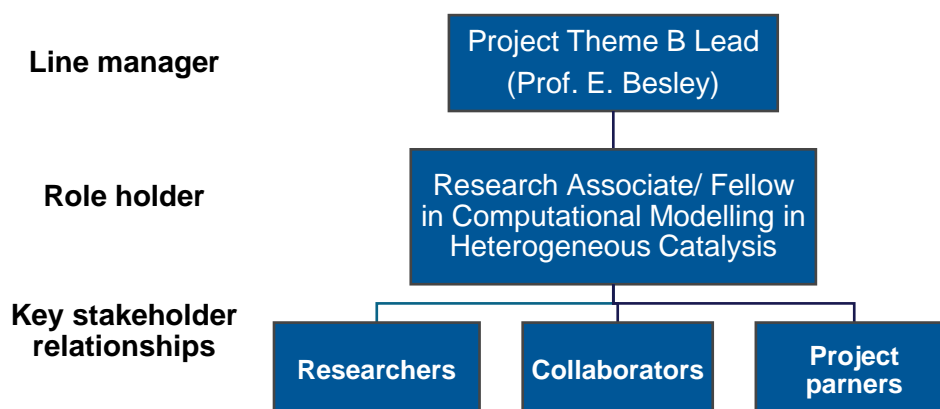 Line manager
Project Theme B Lead
(Prof. E. Besley)
Role holder
Research Associate/ Fellow
in Computational Modelling in
Heterogeneous Catalysis
Key stakeholder
relationships
Researchers
Collaborators
Project
parners